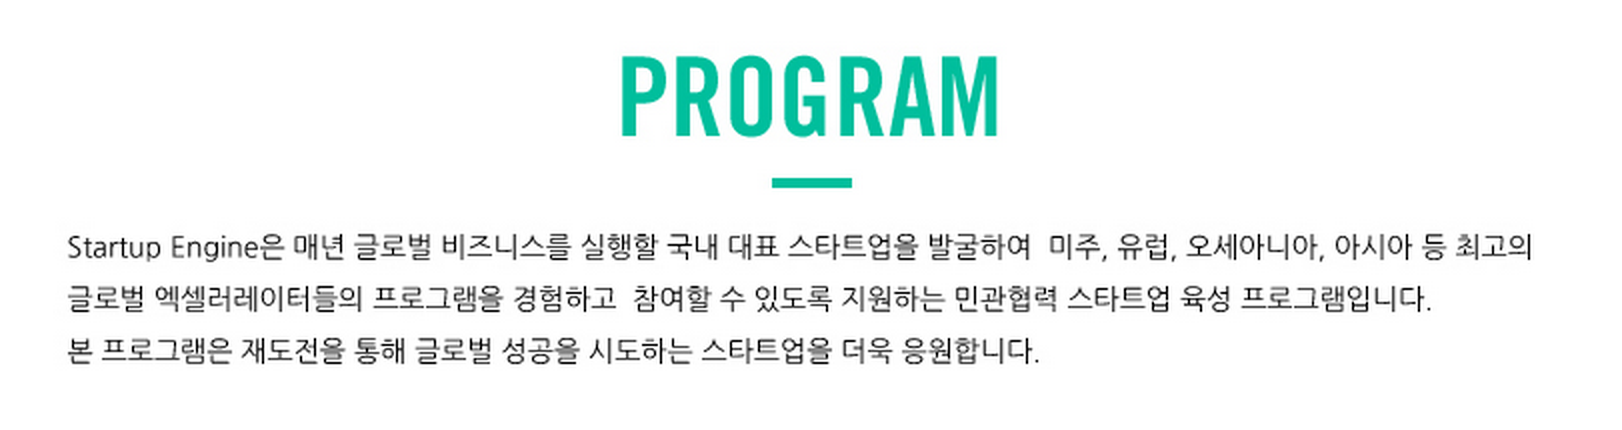 PROGRAM
Startup Engine은 매년 글로벌 비즈니스를 실행할 국내 대표 스타트업을 발굴하여 미주, 유럽, 오세아니아, 아시아 등 최고의
글로벌 엑셀러레이터들의 프로그램을 경험하고 참여할 수 있도록 지원하는 민관협력 스타트업 육성 프로그램입니다.
본 프로그램은 재도전을 통해 글로벌 성공을 시도하는 스타트업을 더욱 응원합니다.